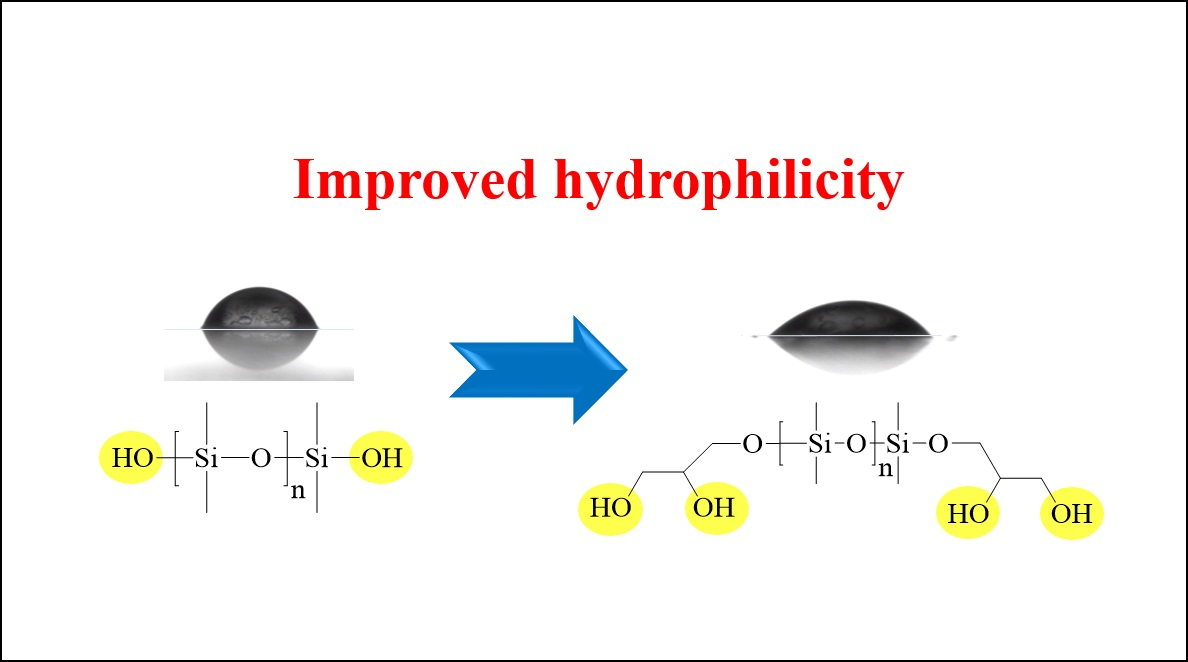 Improved hydrophilicity
HO [ Si O ] n Si OH
O [ Si O ] n Si O
HO OH HO OH